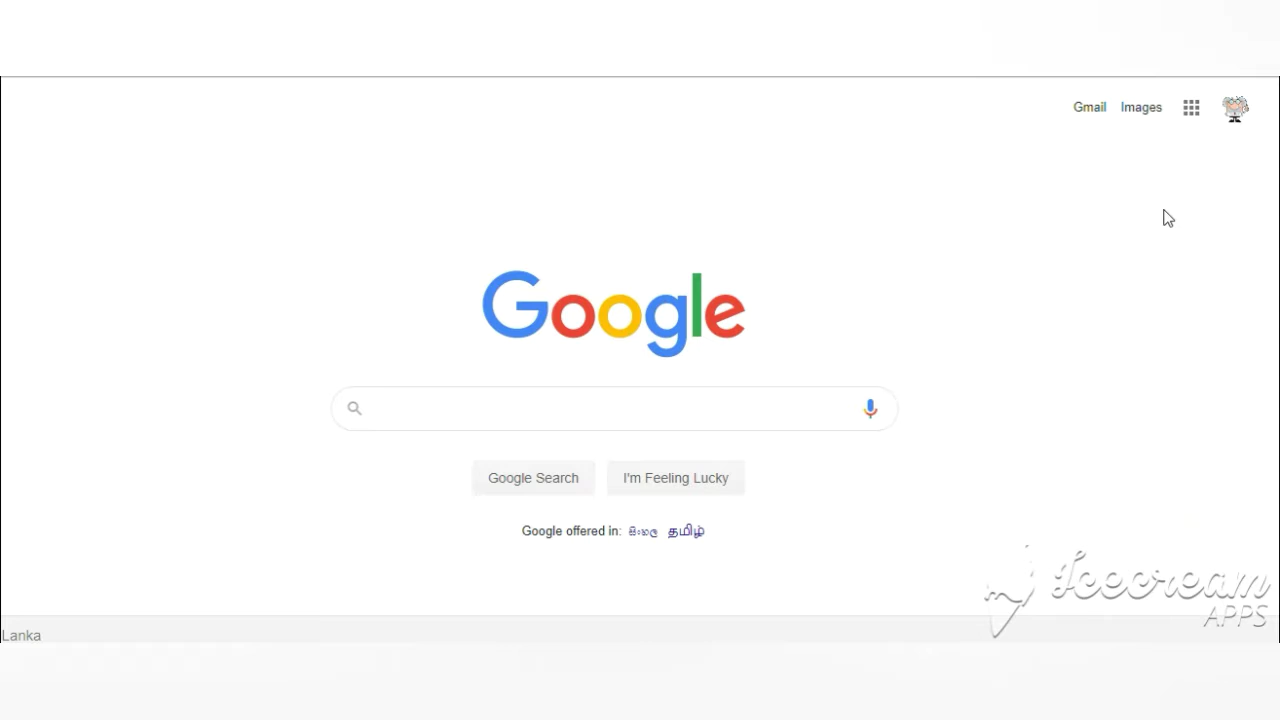 Gmail Images
Google
Google Search I'm Feeling Lucky
Google offered in: සිංහල தமிழ்
Icecream
APPS
Lanka